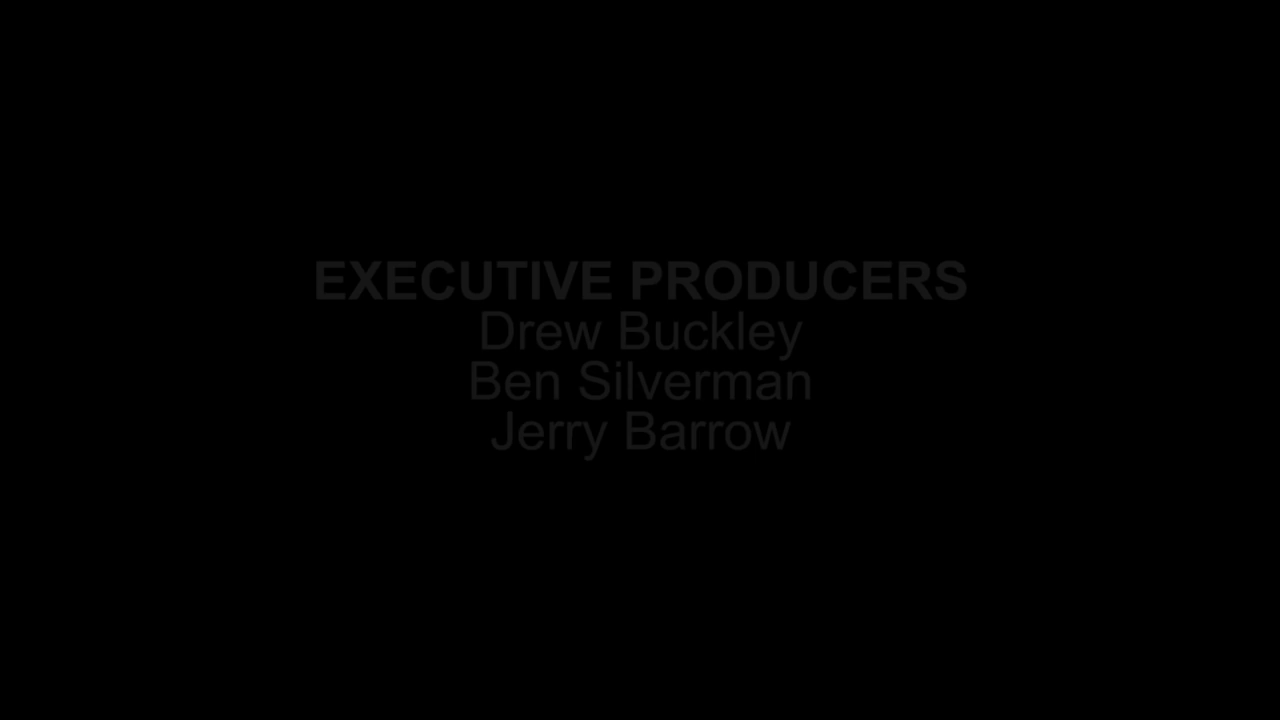 EXECUTIVE PRODUCERS
Drew Buckley
Ben Silverman
Jerry Barrow